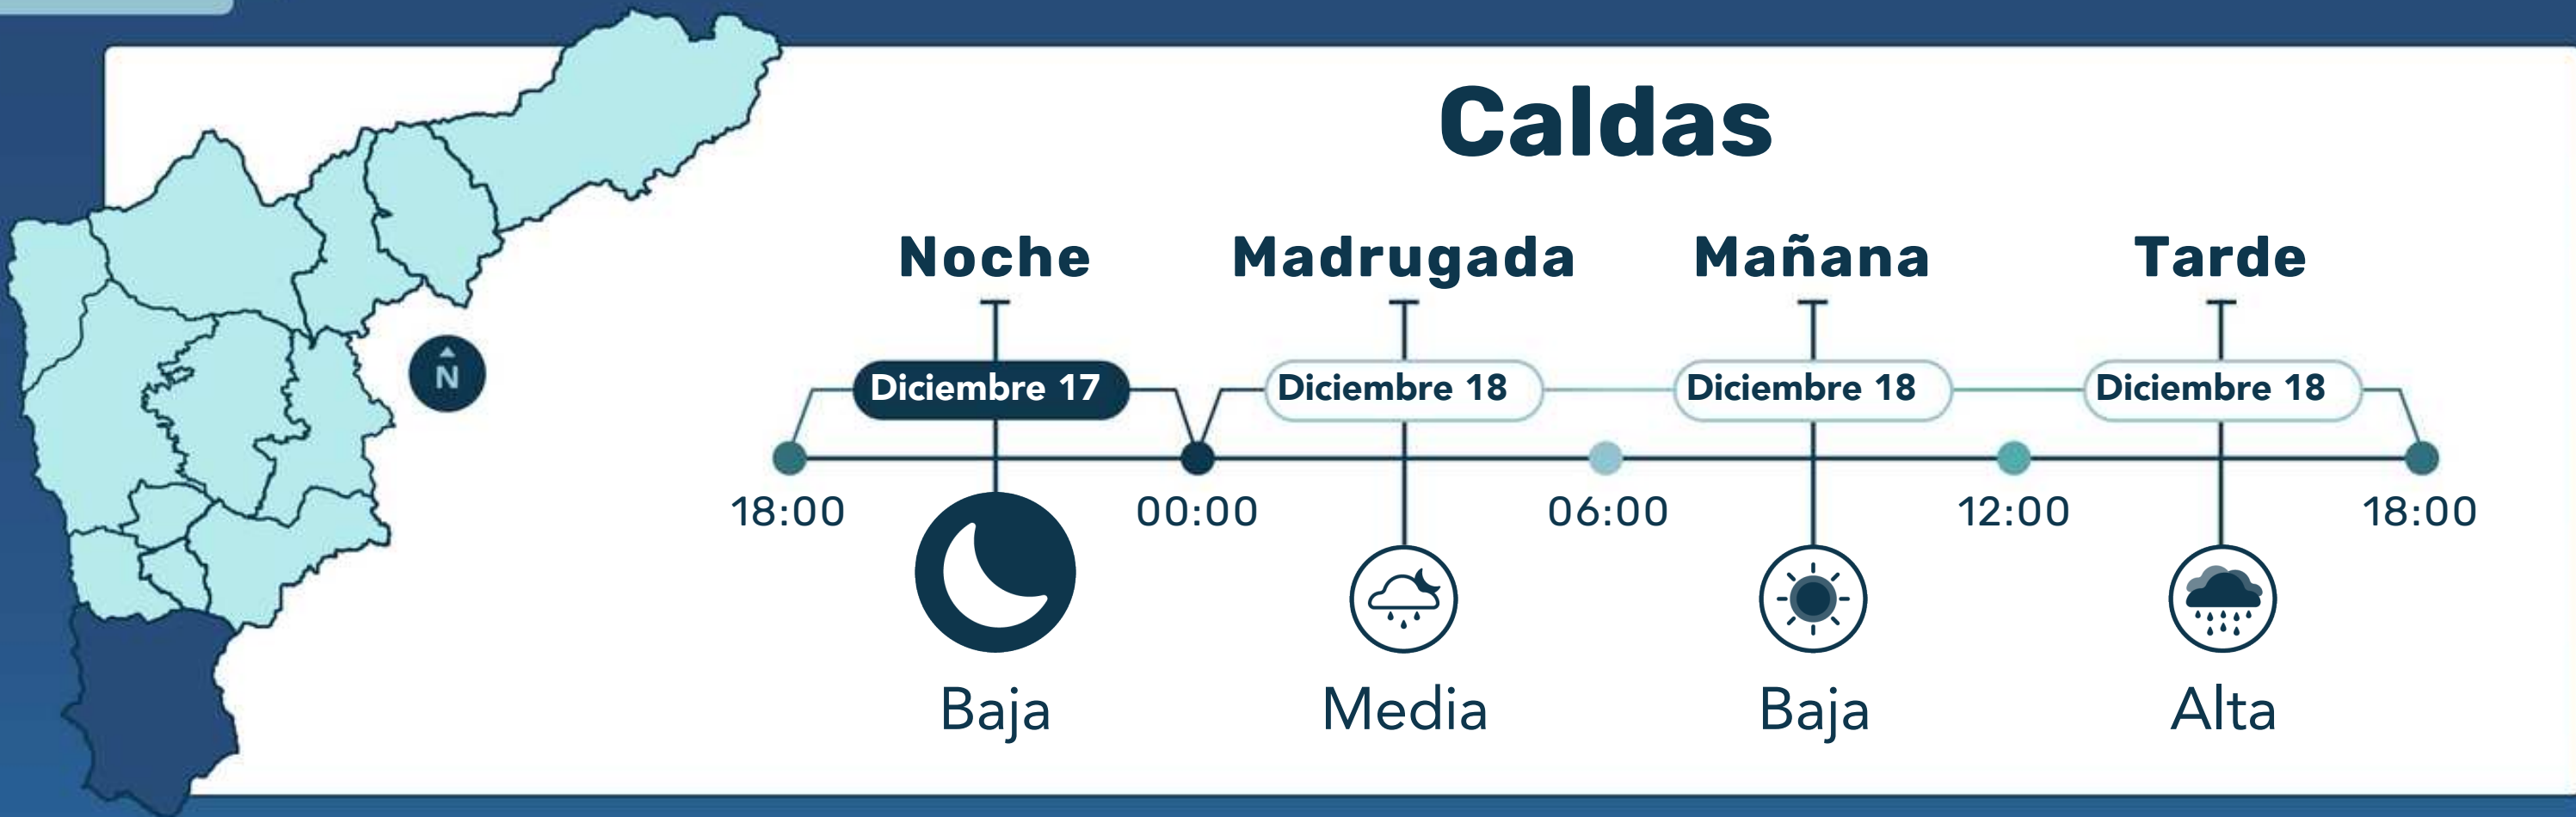 Caldas
Noche Madrugada Mañana Tarde
N
Diciembre 17 Diciembre 18 Diciembre 18 Diciembre 18
18:00 00:00 06:00 12:00 18:00
Baja Media Baja Alta